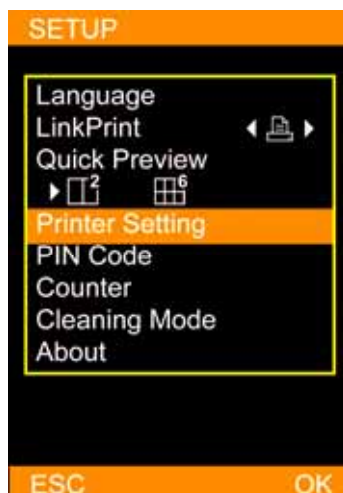 SETUP
Language
LinkPrint
Quick Preview
2 6
Printer Setting
PIN Code
Counter
Cleaning Mode
About
ESC OK